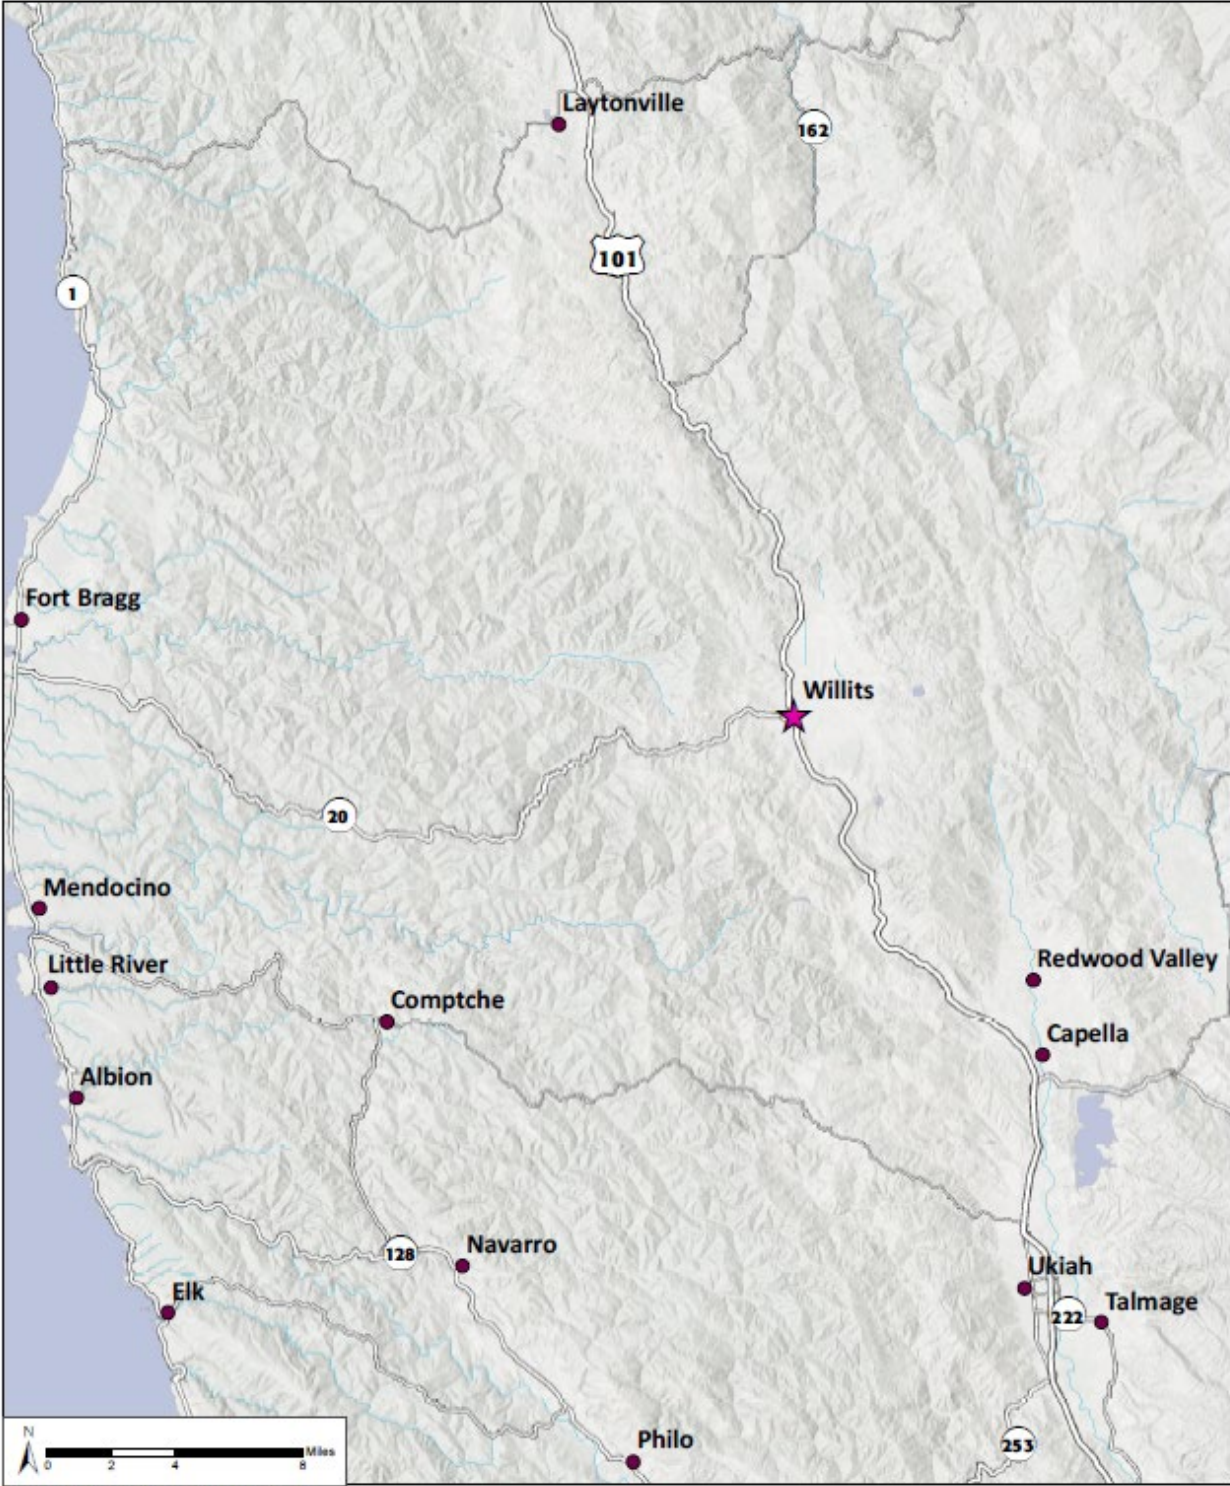 Laytonville
162
101
1
Fort Bragg
Willits
20
Mendocino
Little River
Redwood Valley
Comptche
Capella
Albion
128
Navarro
Elk
Ukiah
222
Talmage
Philo
253
N
Miles
0 2 4 8